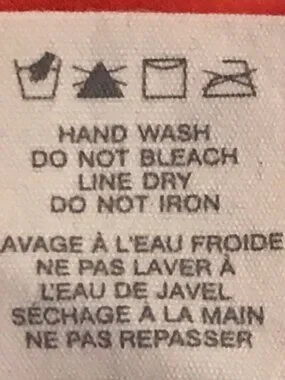 HAND WASH
DO NOT BLEACH
LINE DRY
DO NOT IRON
AVAGE À L'EAU FROIDE
NE PAS LAVER À
L'EAU DE JAVEL
SÉCHAGE À LA MAIN
NE PAS REPASSER